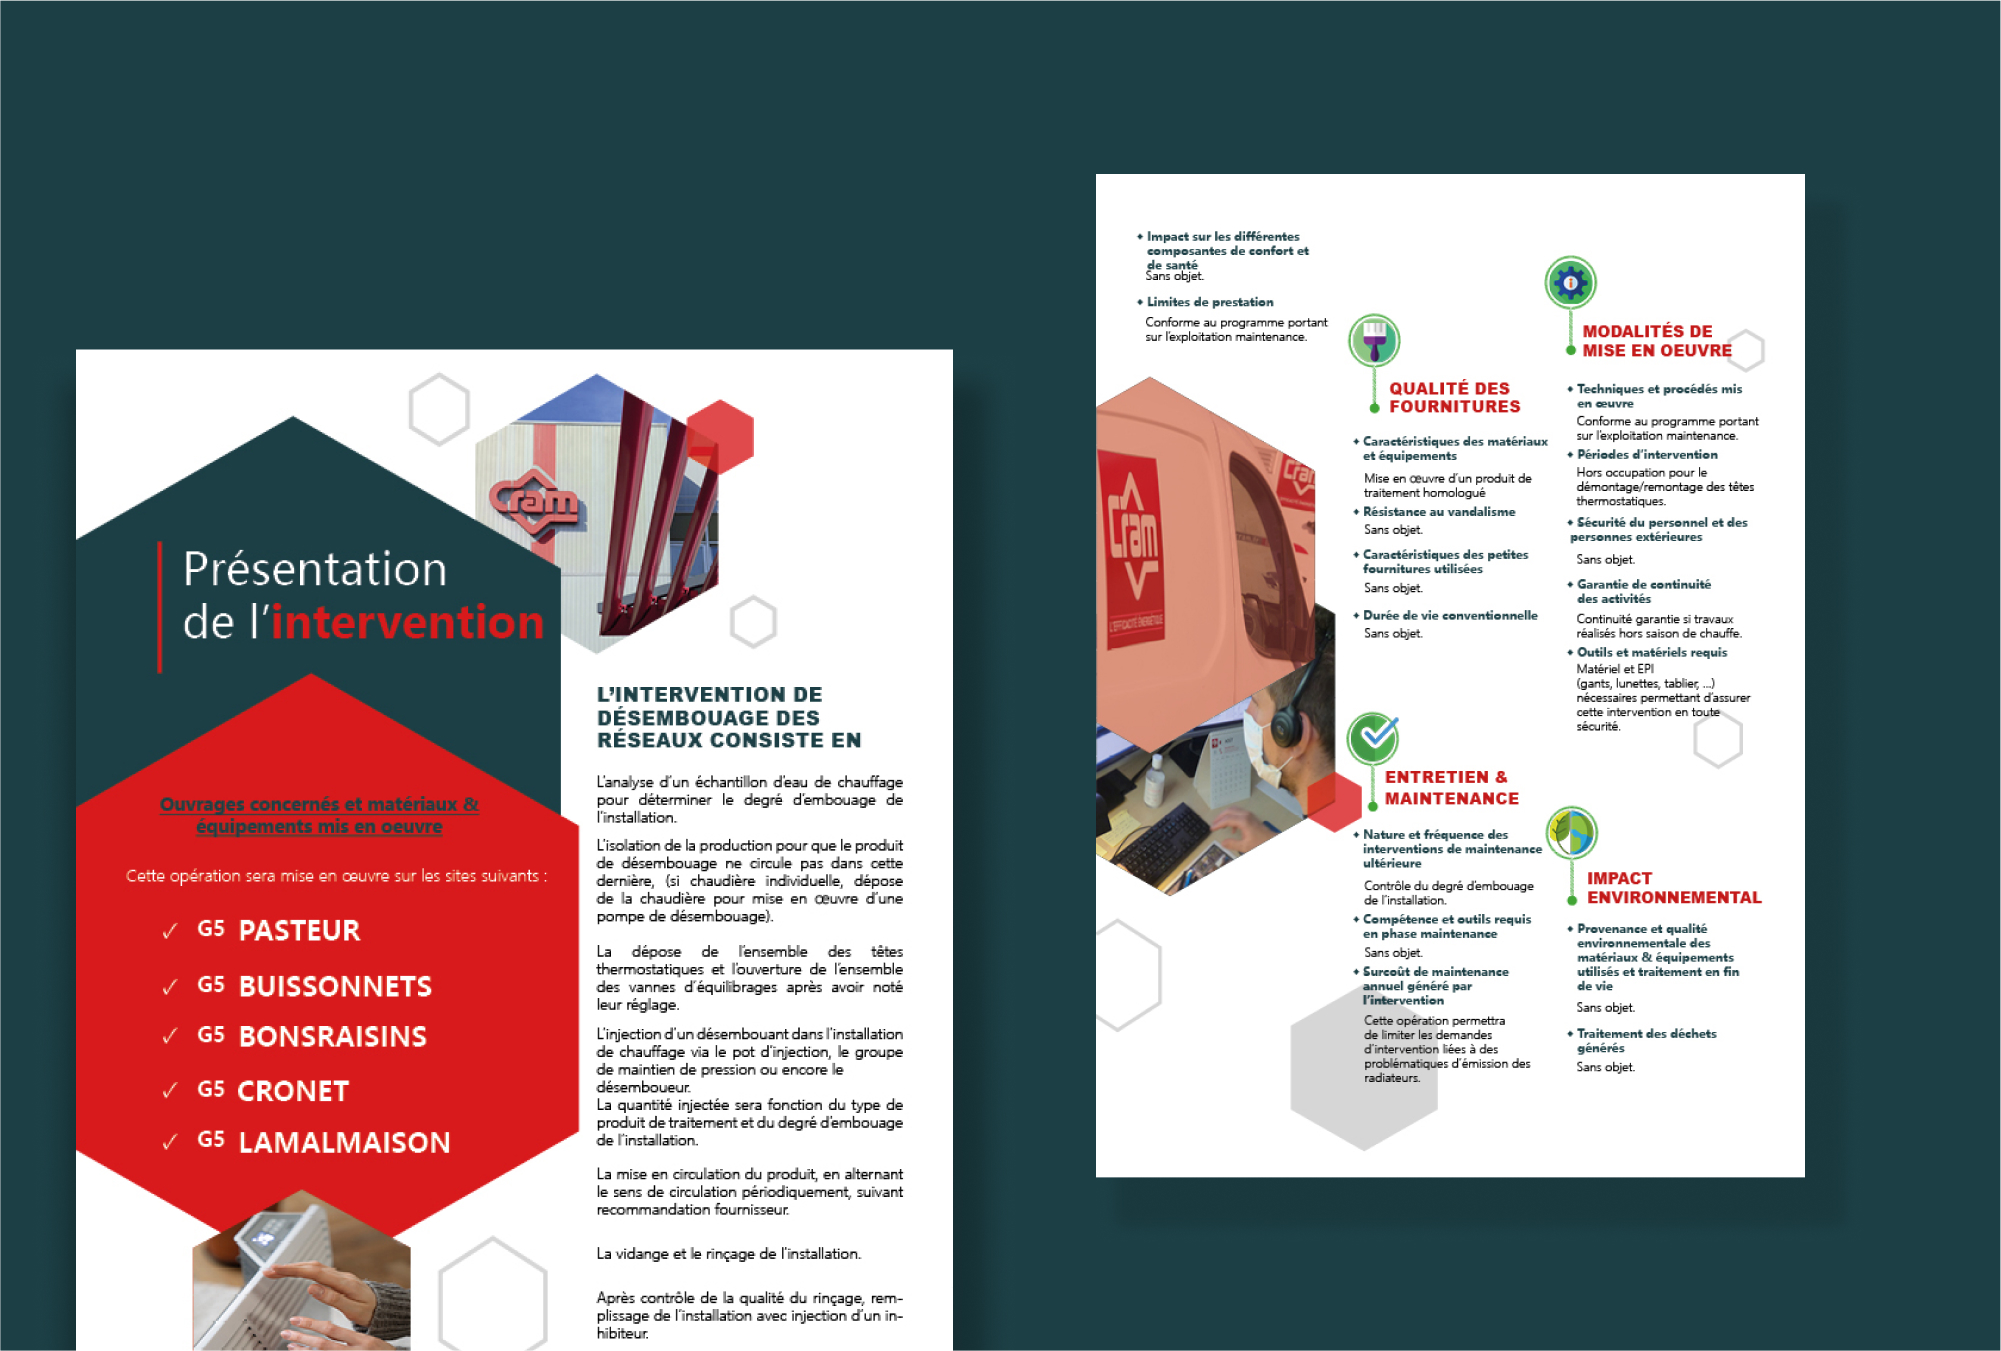 Présentation
de l'intervention
Ouvrages concernés et matériaux &
équipements mis en oeuvre
Cette opération sera mise en œuvre sur les sites suivants :
✓ G5 PASTEUR
✓ G5 BUISSONNETS
✓ G5 BONSRAISINS
✓ G5 CRONET
✓ G5 LAMALMAISON
cram
L'INTERVENTION DE
DÉSEMBOUAGE DES
RÉSEAUX CONSISTE EN
L'analyse d'un échantillon d'eau de chauffage
pour déterminer le degré d'embouage de
l'installation.
L'isolation de la production pour que le produit
de désembouage ne circule pas dans cette
dernière, (si chaudière individuelle, dépose
de la chaudière pour mise en œuvre d'une
pompe de désembouage).
La dépose de l'ensemble des têtes
thermostatiques et l'ouverture de l'ensemble
des vannes d'équilibrages après avoir noté
leur réglage.
L'injection d'un désembouant dans l'installation
de chauffage via le pot d'injection, le groupe
de maintien de pression ou encore le
désemboueur.
La quantité injectée sera fonction du type de
produit de traitement et du degré d'embouage
de l'installation.
La mise en circulation du produit, en alternant
le sens de circulation périodiquement, suivant
recommandation fournisseur.
La vidange et le rinçage de l'installation.
Après contrôle de la qualité du rinçage, rem-
plissage de l'installation avec injection d'un in-
hibiteur.
✦ Impact sur les différentes
composantes de confort et
de santé
Sans objet.
✦ Limites de prestation
Conforme au programme portant
sur l'exploitation maintenance.
cram
L'EFFICACITÉ ÉNERGÉTIQUE
cram
QUALITÉ DES
FOURNITURES
✦ Caractéristiques des matériaux
et équipements
Mise en œuvre d'un produit de
traitement homologué
✦ Résistance au vandalisme
Sans objet.
✦ Caractéristiques des petites
fournitures utilisées
Sans objet.
✦ Durée de vie conventionnelle
Sans objet.
ENTRETIEN &
MAINTENANCE
✦ Nature et fréquence des
interventions de maintenance
ultérieure
Contrôle du degré d'embouage
de l'installation.
✦ Compétence et outils requis
en phase maintenance
Sans objet.
✦ Surcoût de maintenance
annuel généré par
l'intervention
Cette opération permettra
de limiter les demandes
d'intervention liées à des
problématiques d'émission des
radiateurs.
MODALITÉS DE
MISE EN OEUVRE
✦ Techniques et procédés mis
en œuvre
Conforme au programme portant
sur l'exploitation maintenance.
✦ Périodes d'intervention
Hors occupation pour le
démontage/remontage des têtes
thermostatiques.
✦ Sécurité du personnel et des
personnes extérieures
Sans objet.
✦ Garantie de continuité
des activités
Continuité garantie si travaux
réalisés hors saison de chauffe.
✦ Outils et matériels requis
Matériel et EPI
(gants, lunettes, tablier, ...)
nécessaires permettant d'assurer
cette intervention en toute
sécurité.
IMPACT
ENVIRONNEMENTAL
✦ Provenance et qualité
environnementale des
matériaux & équipements
utilisés et traitement en fin
de vie
Sans objet.
✦ Traitement des déchets
générés
Sans objet.